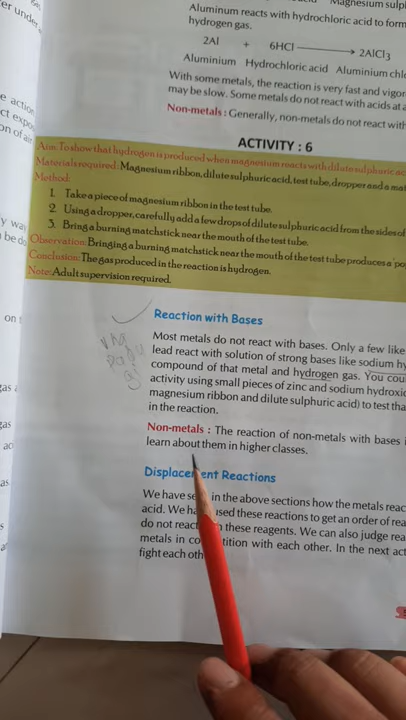 Magnesium sulph
Aluminum reacts with hydrochloric acid to form
hydrogen gas.
2Al + 6HCl → 2AlCl3
Aluminium Hydrochloric acid Aluminium chl
With some metals, the reaction is very fast and vigor
may be slow. Some metals do not react with acids at a
Non-metals : Generally, non-metals do not react with
ACTIVITY : 6
Aim: To show that hydrogen is produced when magnesium reacts with dilute sulphuric ac
Materials required: Magnesium ribbon, dilute sulphuric acid, test tube, dropper and a mat
Method:
1. Take a piece of magnesium ribbon in the test tube.
2. Using a dropper, carefully add a few drops of dilute sulphuric acid from the sides of
3. Bring a burning matchstick near the mouth of the test tube.
Observation: Bringing a burning matchstick near the mouth of the test tube produces a 'po
Conclusion: The gas produced in the reaction is hydrogen.
Note: Adult supervision required.
Reaction with Bases
Most metals do not react with bases. Only a few like
lead react with solution of strong bases like sodium hy
compound of that metal and hydrogen gas. You cou
activity using small pieces of zinc and sodium hydroxid
magnesium ribbon and dilute sulphuric acid) to test tha
in the reaction.
Non-metals : The reaction of non-metals with bases i
learn about them in higher classes.
Displacement Reactions
We have se in the above sections how the metals reac
acid. We ha used these reactions to get an order of rea
do not reac these reagents. We can also judge rea
metals in co tition with each other. In the next act
fight each oth